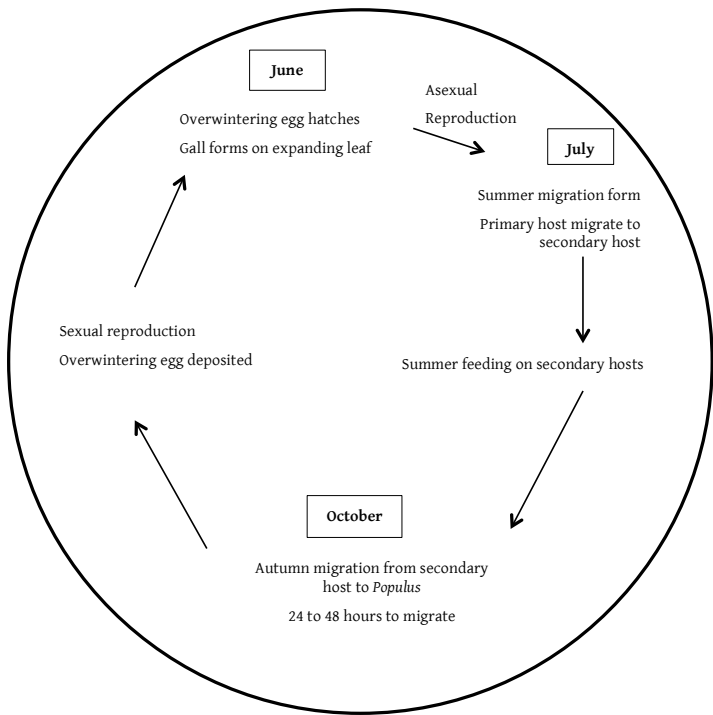 June
Overwintering egg hatches
Gall forms on expanding leaf
Asexual
Reproduction
July
Summer migration form
Primary host migrate to
secondary host
Summer feeding on secondary hosts
October
Autumn migration from secondary
host to Populus
24 to 48 hours to migrate
Sexual reproduction
Overwintering egg deposited